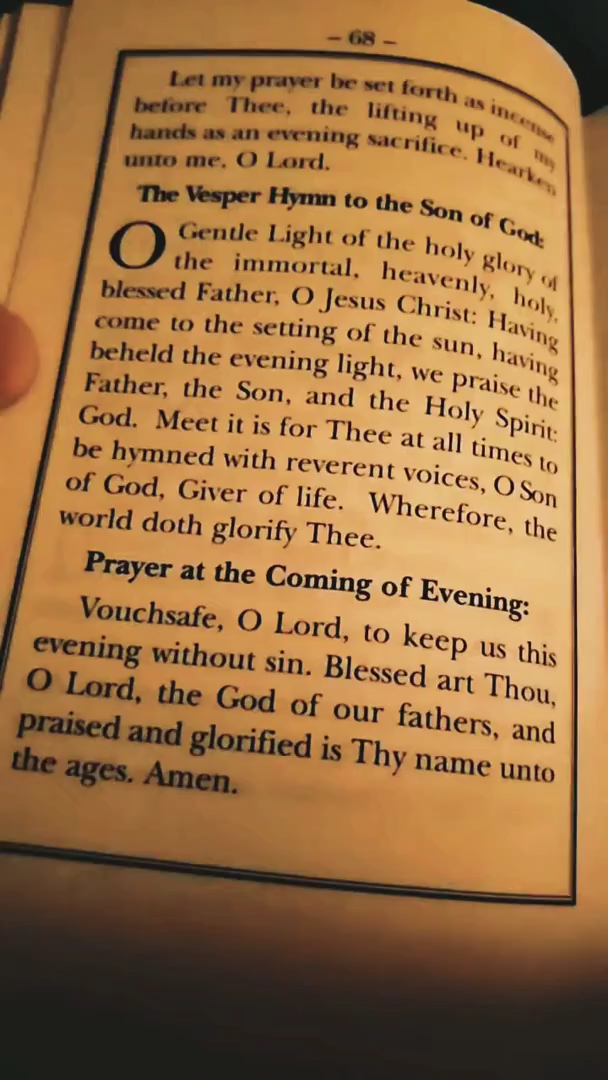 – 68 –
Let my prayer be set forth as incense
before Thee, the lifting up of my
hands as an evening sacrifice. Hearken
unto me, O Lord.
The Vesper Hymn to the Son of God:
O Gentle Light of the holy glory of
the immortal, heavenly, holy,
blessed Father, O Jesus Christ: Having
come to the setting of the sun, having
beheld the evening light, we praise the
Father, the Son, and the Holy Spirit:
God. Meet it is for Thee at all times to
be hymned with reverent voices, O Son
of God, Giver of life. Wherefore, the
world doth glorify Thee.
Prayer at the Coming of Evening:
Vouchsafe, O Lord, to keep us this
evening without sin. Blessed art Thou,
O Lord, the God of our fathers, and
praised and glorified is Thy name unto
the ages. Amen.